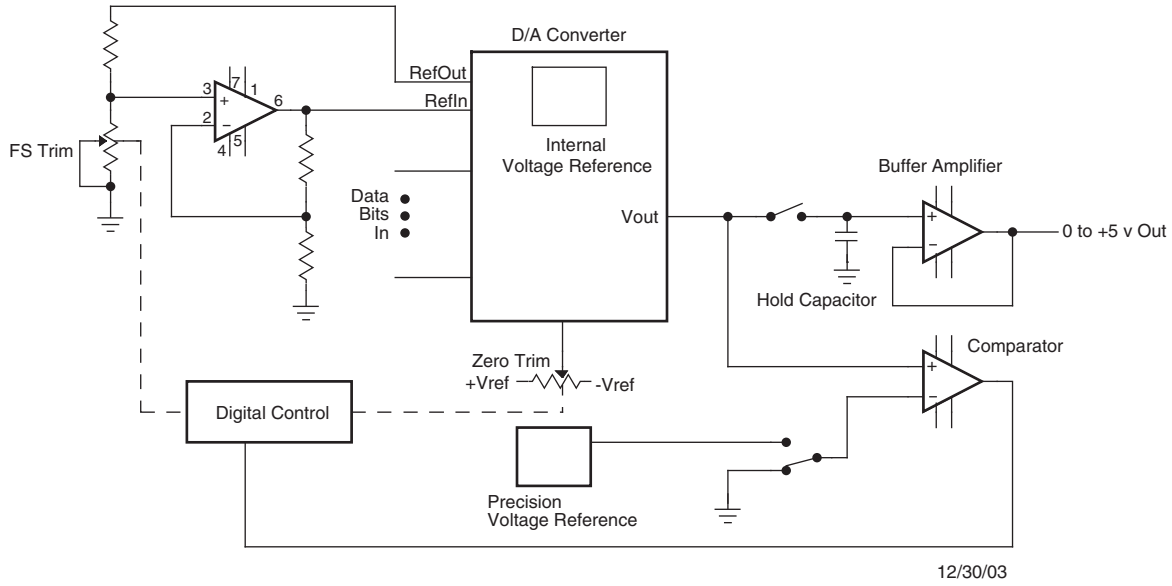 D/A Converter
RefOut
3
7
1
+
6
RefIn
2
−
4
5
FS Trim
Internal
Voltage Reference
Data
Bits
In
Vout
Buffer Amplifier
+
−
0 to +5 v Out
Hold Capacitor
Zero Trim
+Vref
-Vref
Comparator
+
−
Digital Control
Precision
Voltage Reference
12/30/03